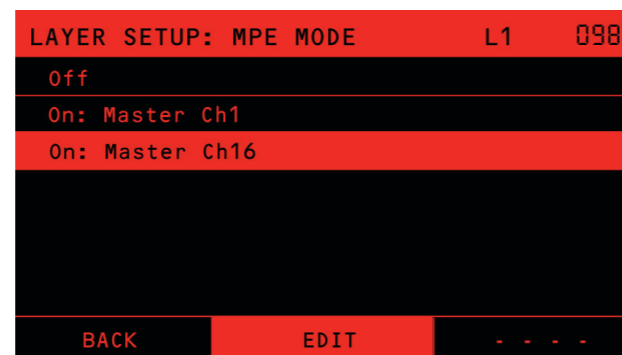 LAYER SETUP: MPE MODE L1 098
Off
On: Master Ch1
On: Master Ch16
BACK EDIT - - - -